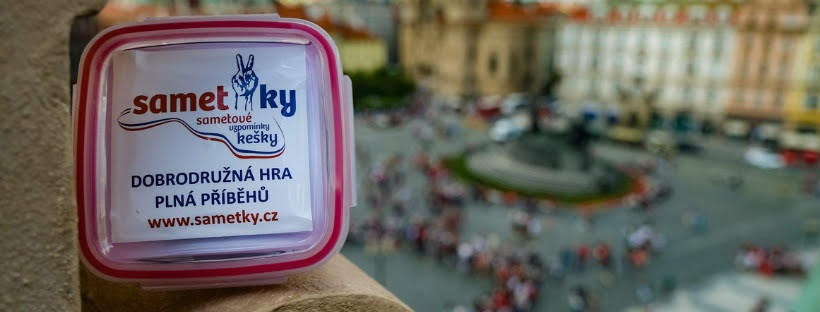 samet ky
sametové
vzpomínky
kešky
DOBRODRUŽNÁ HRA
PLNÁ PŘÍBĚHŮ
www.sametky.cz